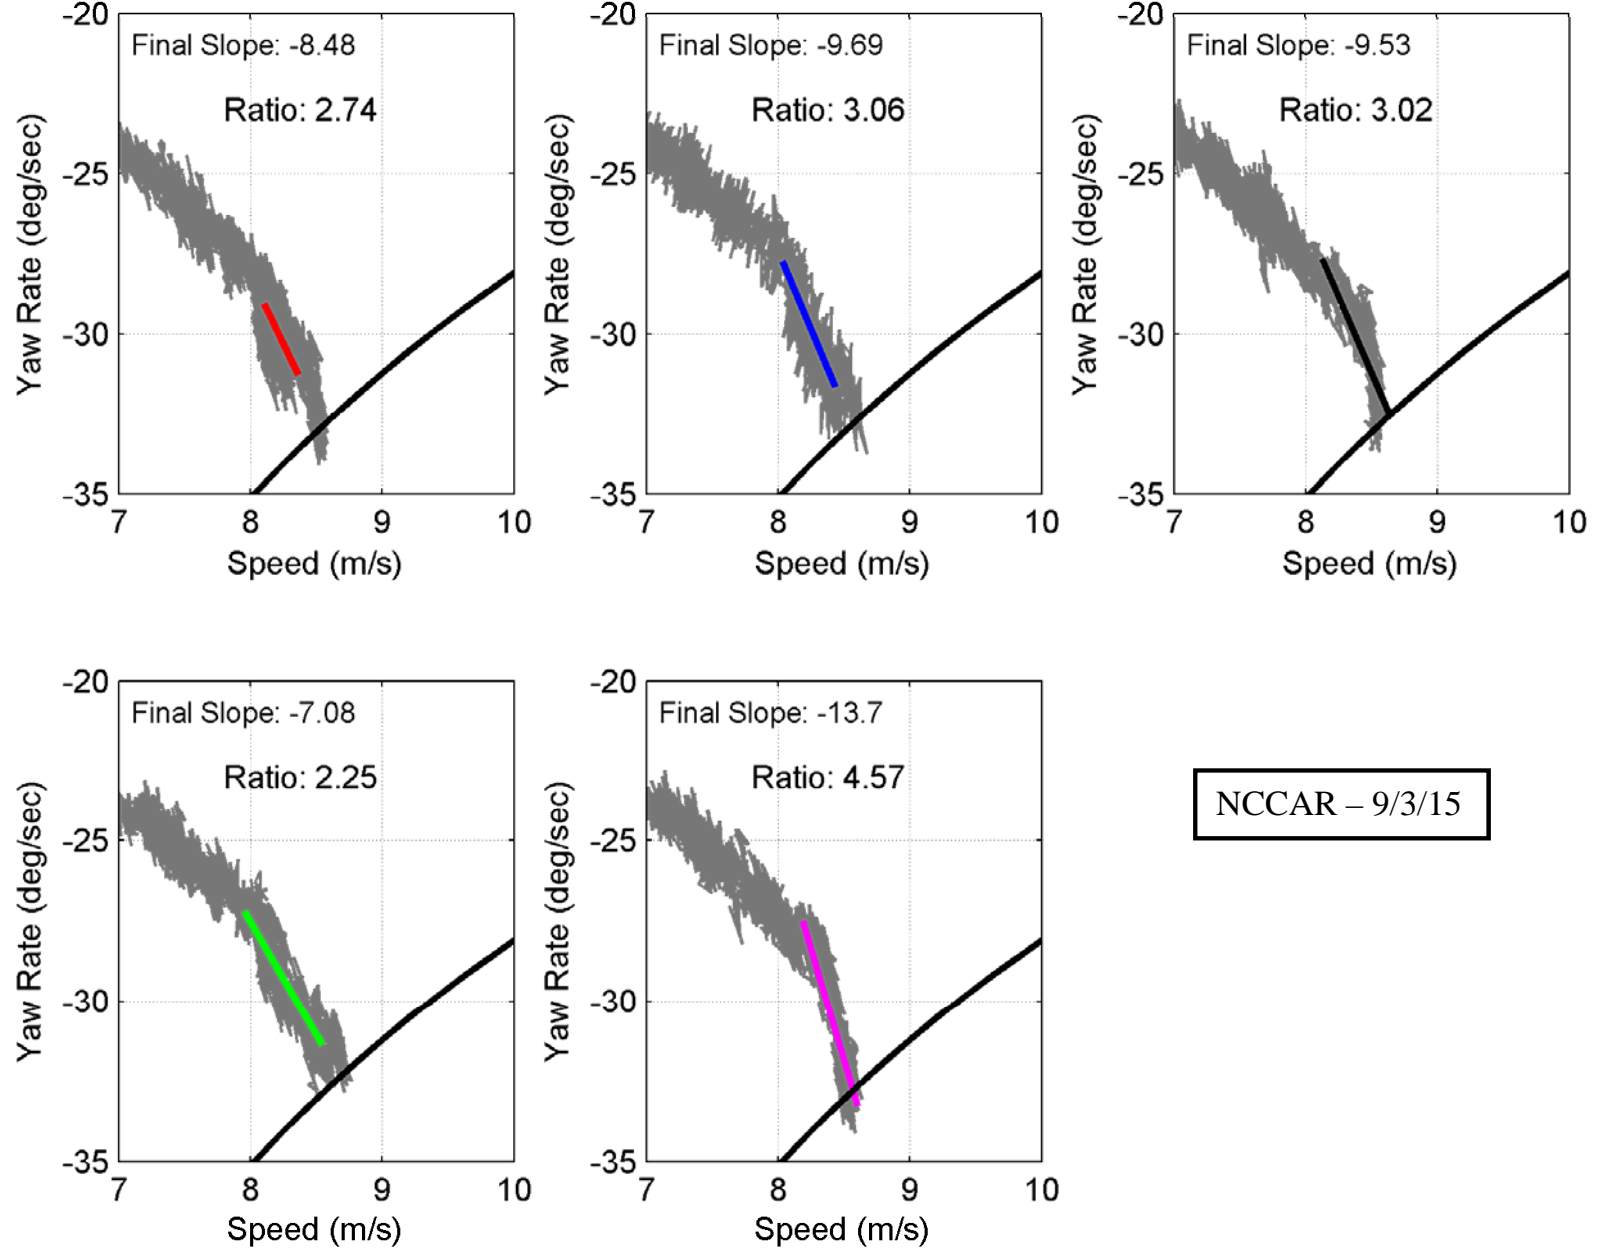 -20
-25
-30
-35
Yaw Rate (deg/sec)
Final Slope: -8.48
Ratio: 2.74
7 8 9 10
Speed (m/s)
-20
-25
-30
-35
Yaw Rate (deg/sec)
Final Slope: -9.69
Ratio: 3.06
7 8 9 10
Speed (m/s)
-20
-25
-30
-35
Yaw Rate (deg/sec)
Final Slope: -9.53
Ratio: 3.02
7 8 9 10
Speed (m/s)
-20
-25
-30
-35
Yaw Rate (deg/sec)
Final Slope: -7.08
Ratio: 2.25
7 8 9 10
Speed (m/s)
-20
-25
-30
-35
Yaw Rate (deg/sec)
Final Slope: -13.7
Ratio: 4.57
7 8 9 10
Speed (m/s)
NCCAR – 9/3/15